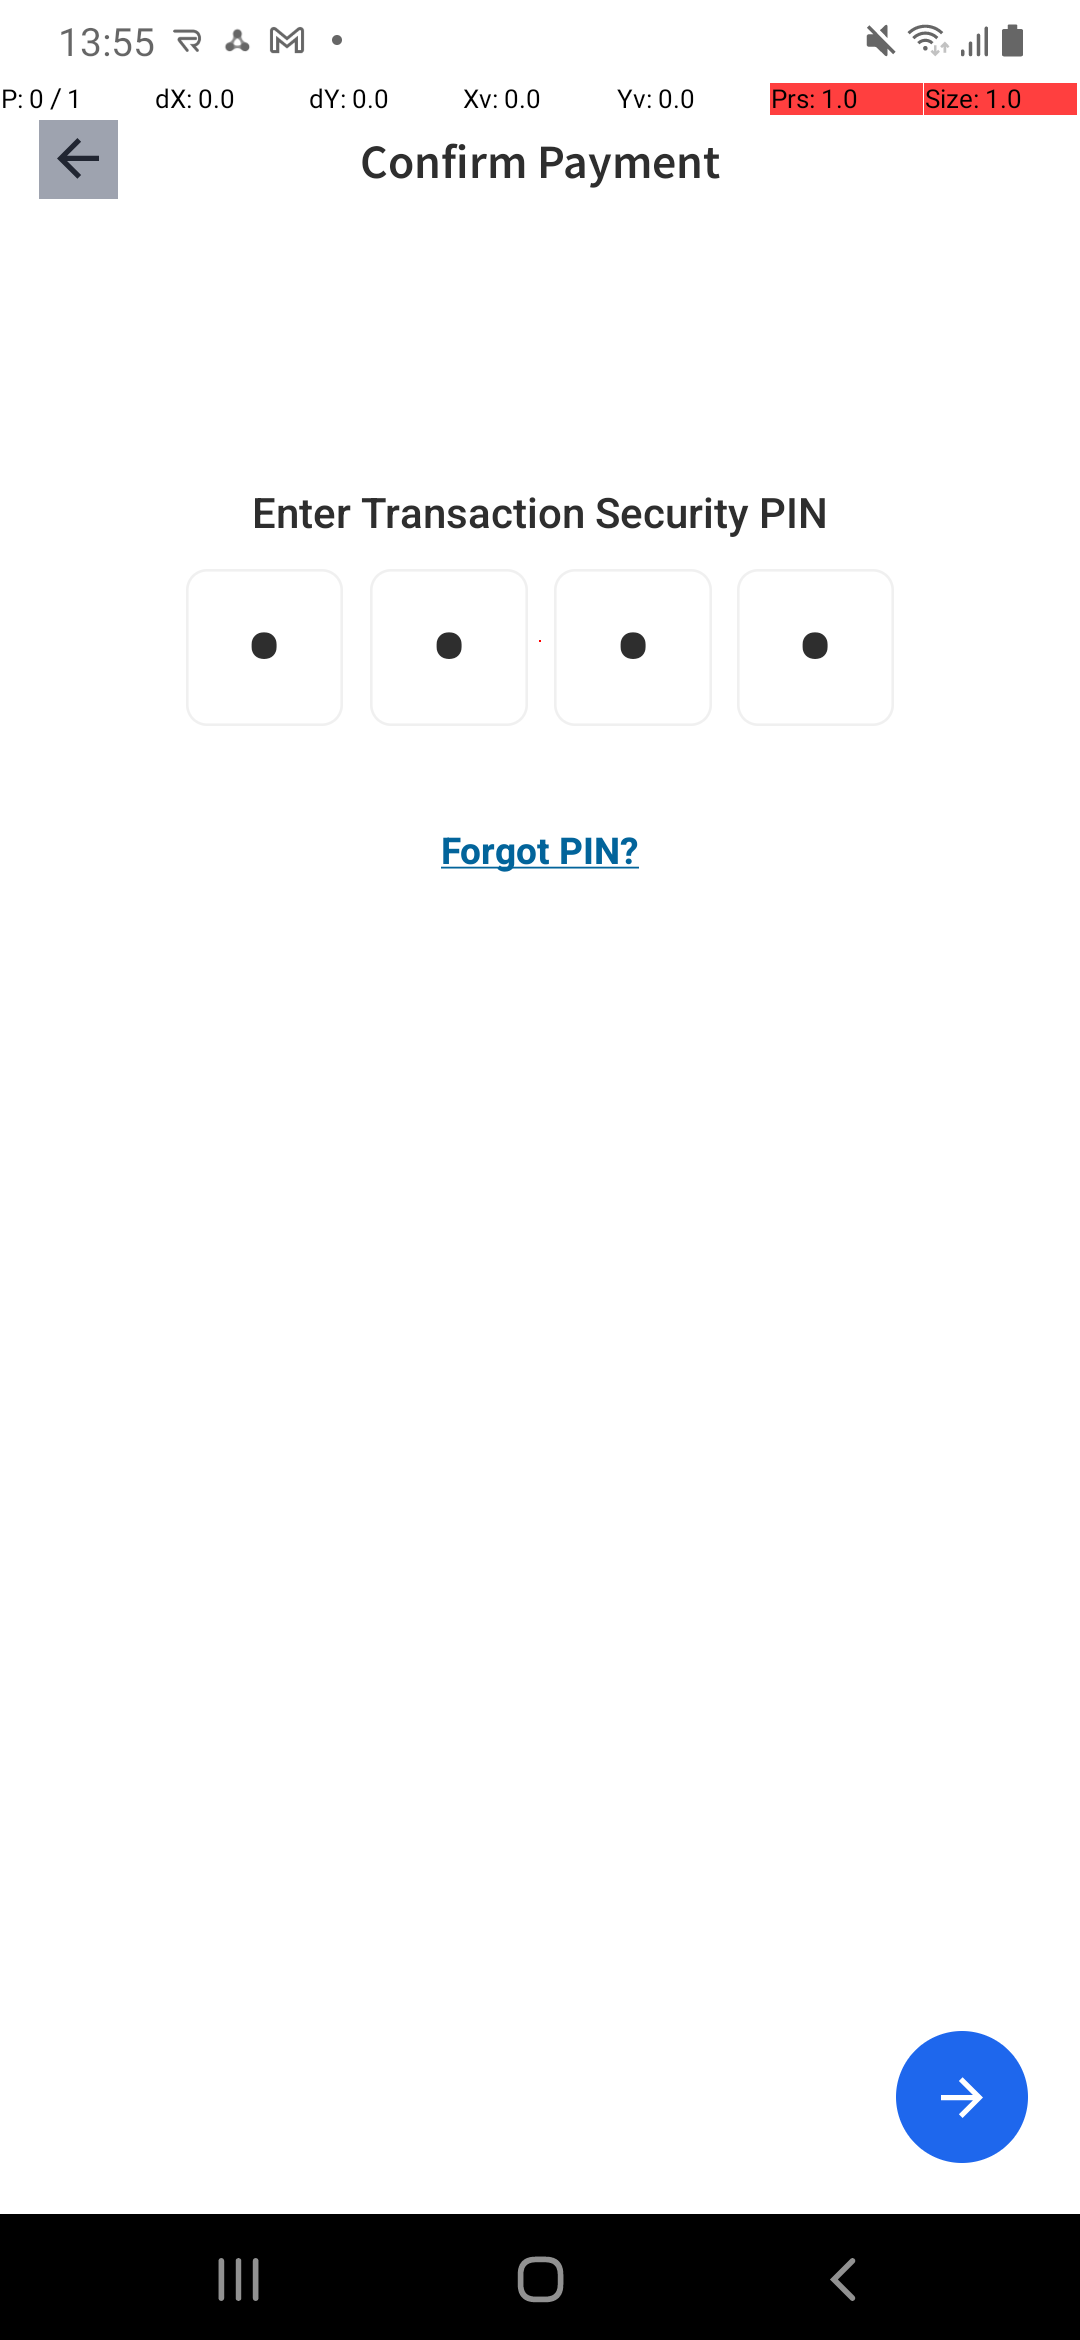 13:55
P: 0 / 1 dX: 0.0 dY: 0.0 Xv: 0.0 Yv: 0.0 Prs: 1.0 Size: 1.0
Confirm Payment
Enter Transaction Security PIN
Forgot PIN?